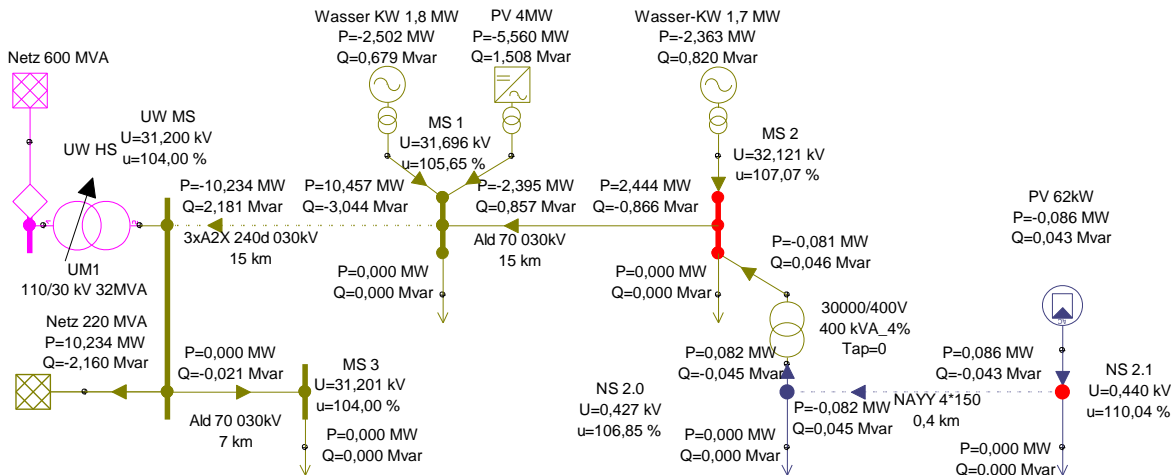 Netz 600 MVA
UW HS
UW MS
U=31,200 kV
u=104,00 %
UM1
110/30 kV 32MVA
Netz 220 MVA
P=10,234 MW
Q=-2,160 Mvar
P=-10,234 MW
Q=2,181 Mvar
P=10,457 MW
Q=-3,044 Mvar
3xA2X 240d 030kV
15 km
P=0,000 MW
Q=-0,021 Mvar
Ald 70 030kV
7 km
MS 3
U=31,201 kV
u=104,00 %
P=0,000 MW
Q=0,000 Mvar
Wasser KW 1,8 MW
P=-2,502 MW
Q=0,679 Mvar
PV 4MW
P=-5,560 MW
Q=1,508 Mvar
MS 1
U=31,696 kV
u=105,65 %
P=0,000 MW
Q=0,000 Mvar
P=-2,395 MW
Q=0,857 Mvar
P=2,444 MW
Q=-0,866 Mvar
Ald 70 030kV
15 km
Wasser-KW 1,7 MW
P=-2,363 MW
Q=0,820 Mvar
MS 2
U=32,121 kV
u=107,07 %
P=0,000 MW
Q=0,000 Mvar
P=-0,081 MW
Q=0,046 Mvar
30000/400V
400 kVA_4%
Tap=0
P=0,082 MW
Q=-0,045 Mvar
NS 2.0
U=0,427 kV
u=106,85 %
P=0,000 MW
Q=0,000 Mvar
P=-0,082 MW
Q=0,045 Mvar
P=0,086 MW
Q=-0,043 Mvar
NAYY 4*150
0,4 km
PV 62kW
P=-0,086 MW
Q=0,043 Mvar
NS 2.1
U=0,440 kV
u=110,04 %
P=0,000 MW
Q=0,000 Mvar